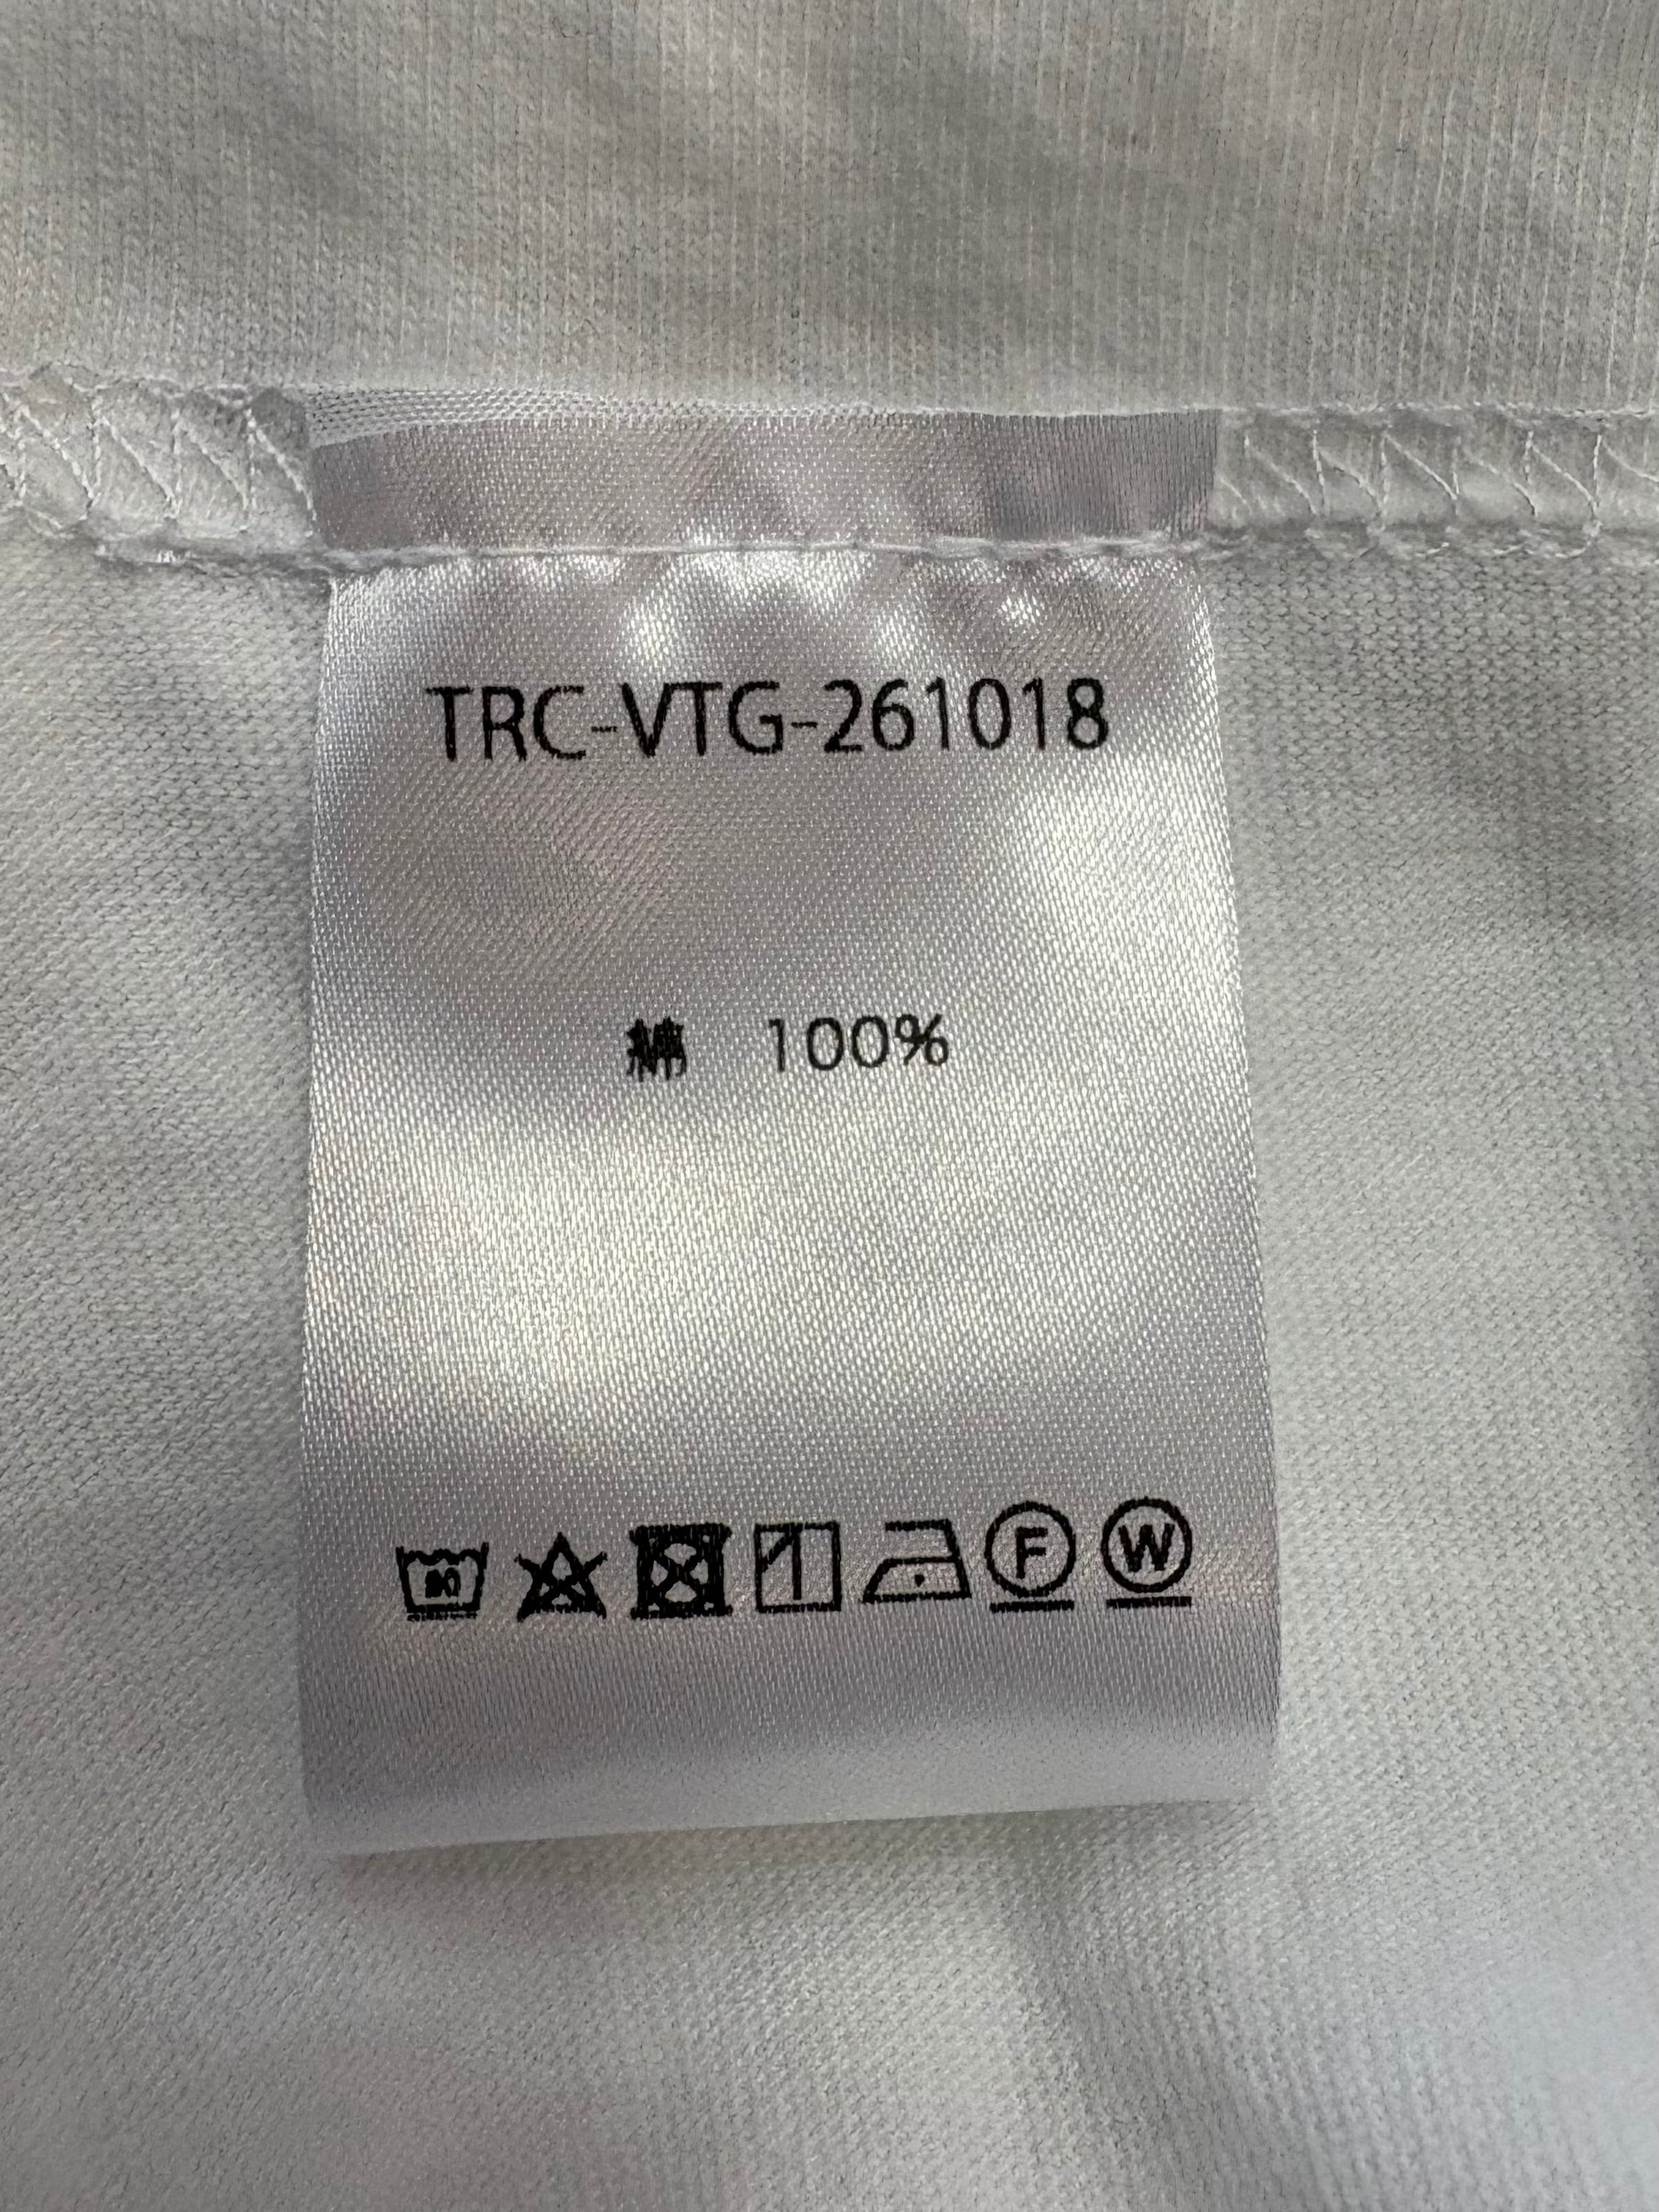 TRC-VTG-261018
綿 100%
F W